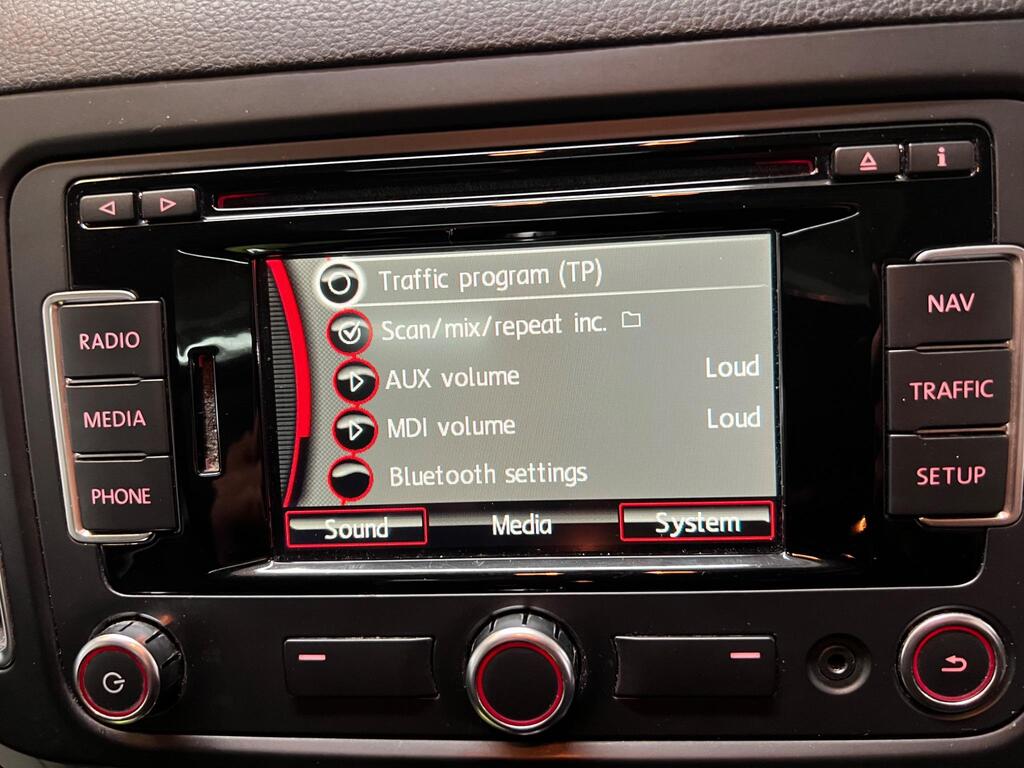 i
RADIO
MEDIA
PHONE
Traffic program (TP)
Scan/mix/repeat inc.
AUX volume Loud
MDI volume Loud
Bluetooth settings
Sound Media System
NAV
TRAFFIC
SETUP